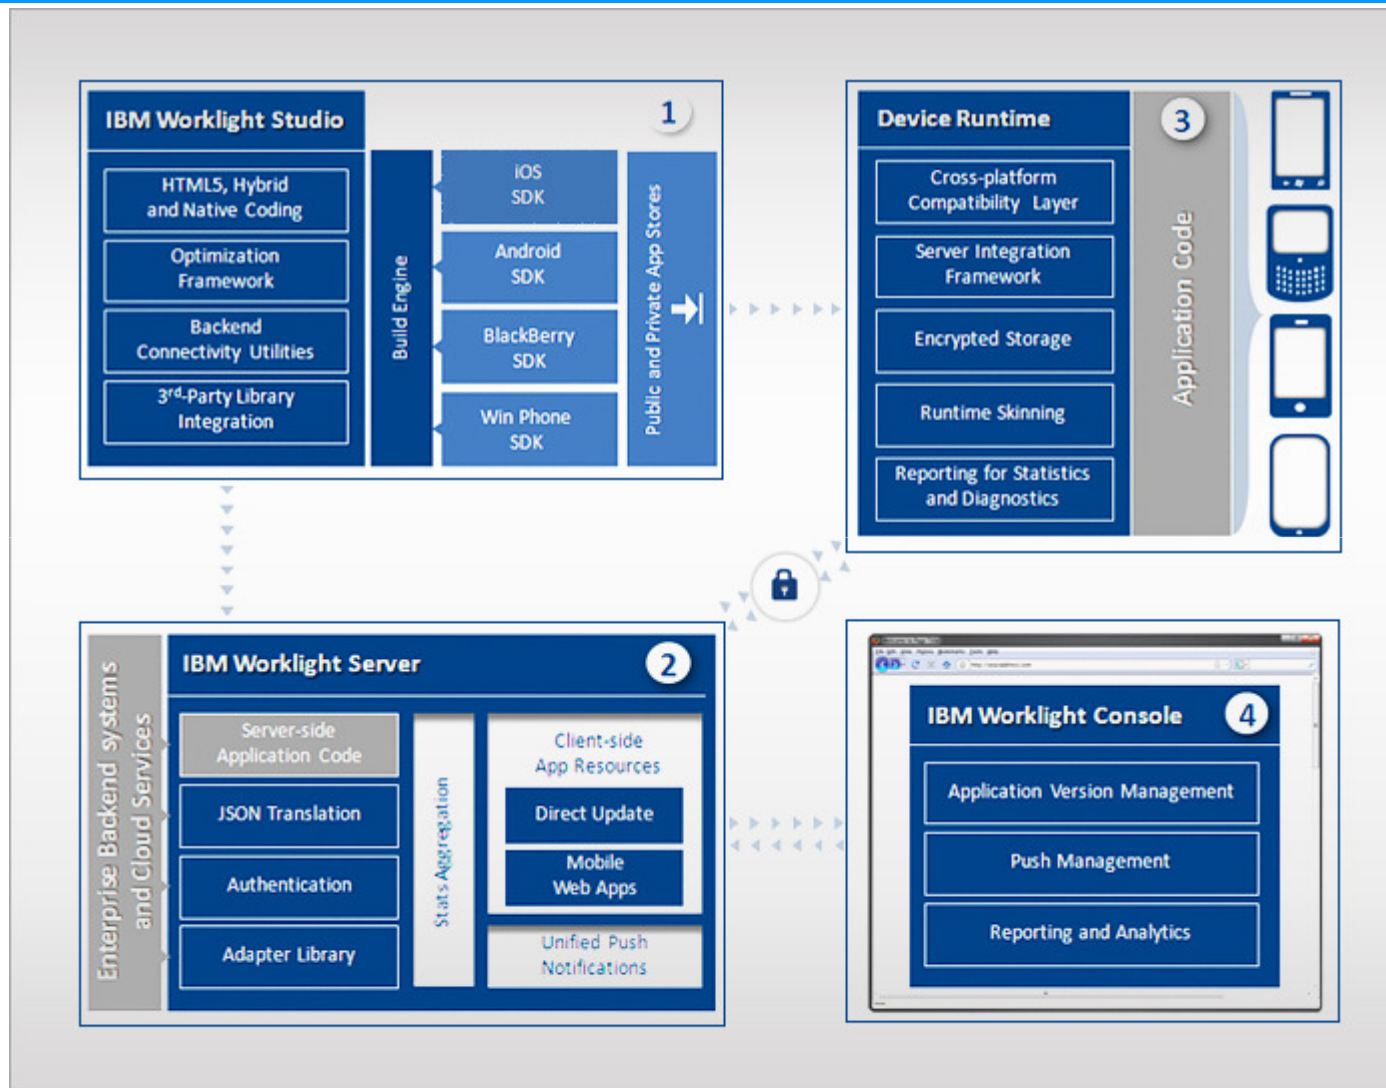 IBM Worklight Studio
1
HTML5, Hybrid
and Native Coding
Optimization
Framework
Backend
Connectivity Utilities
3rd-Party Library
Integration
Build Engine
iOS
SDK
Android
SDK
BlackBerry
SDK
Win Phone
SDK
Public and Private App Stores
Device Runtime
3
Cross-platform
Compatibility Layer
Server Integration
Framework
Encrypted Storage
Runtime Skinning
Reporting for Statistics
and Diagnostics
Application Code
Enterprise Backend systems
and Cloud Services
IBM Worklight Server
2
Server-side
Application Code
JSON Translation
Authentication
Adapter Library
Stats Aggregation
Client-side
App Resources
Direct Update
Mobile
Web Apps
Unified Push
Notifications
IBM Worklight Console
4
Application Version Management
Push Management
Reporting and Analytics